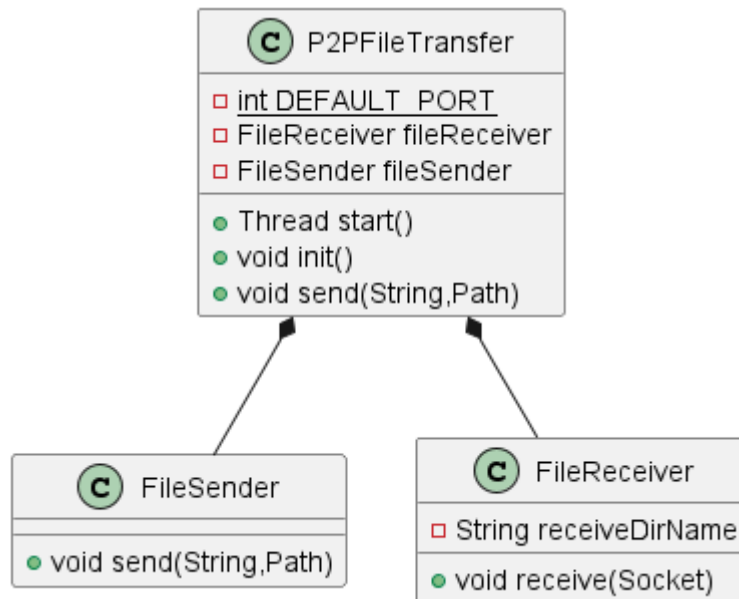 C P2PFileTransfer
int DEFAULT_PORT
FileReceiver fileReceiver
FileSender fileSender
Thread start()
void init()
void send(String,Path)
C FileSender
void send(String,Path)
C FileReceiver
String receiveDirName
void receive(Socket)